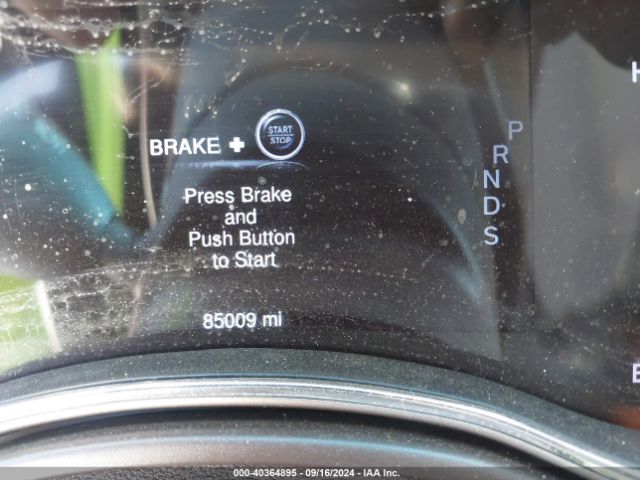 START
STOP
BRAKE +
Press Brake
and
Push Button
to Start
85009 mi
P
R
N
D
S
H
E
000-40364895 - 09/16/2024 - IAA Inc.